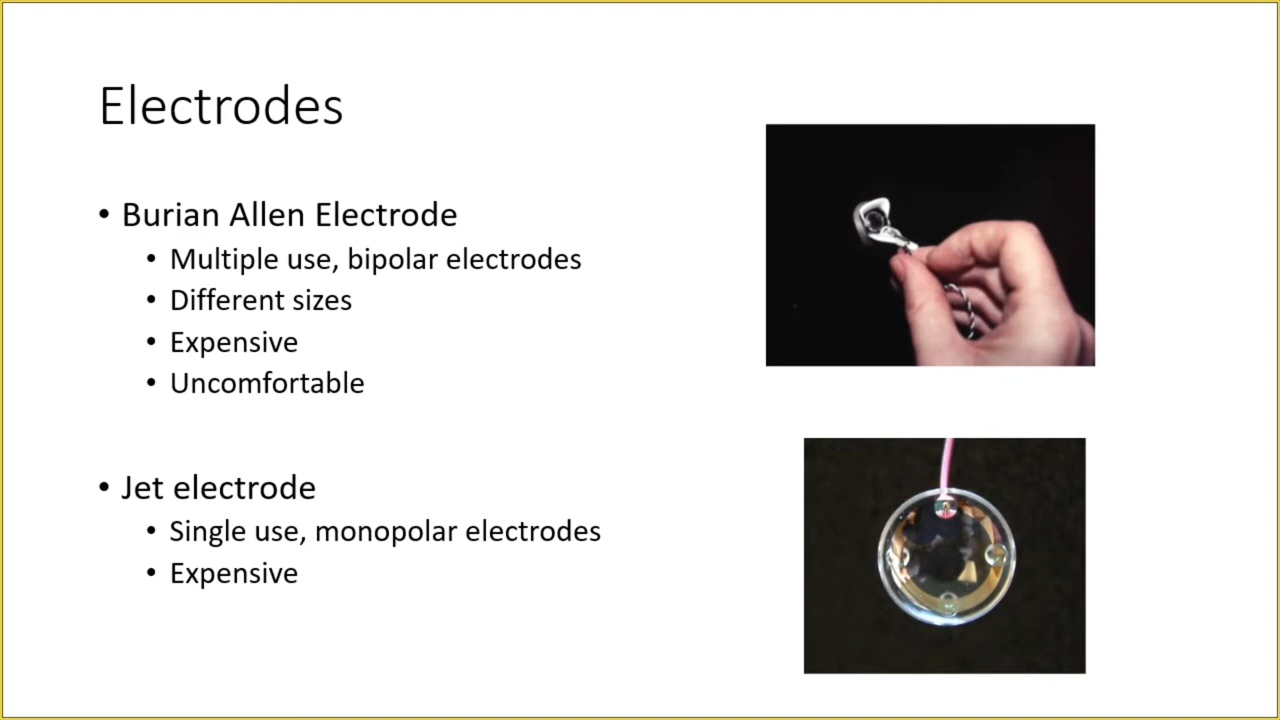 Electrodes
• Burian Allen Electrode
• Multiple use, bipolar electrodes
• Different sizes
• Expensive
• Uncomfortable
• Jet electrode
• Single use, monopolar electrodes
• Expensive